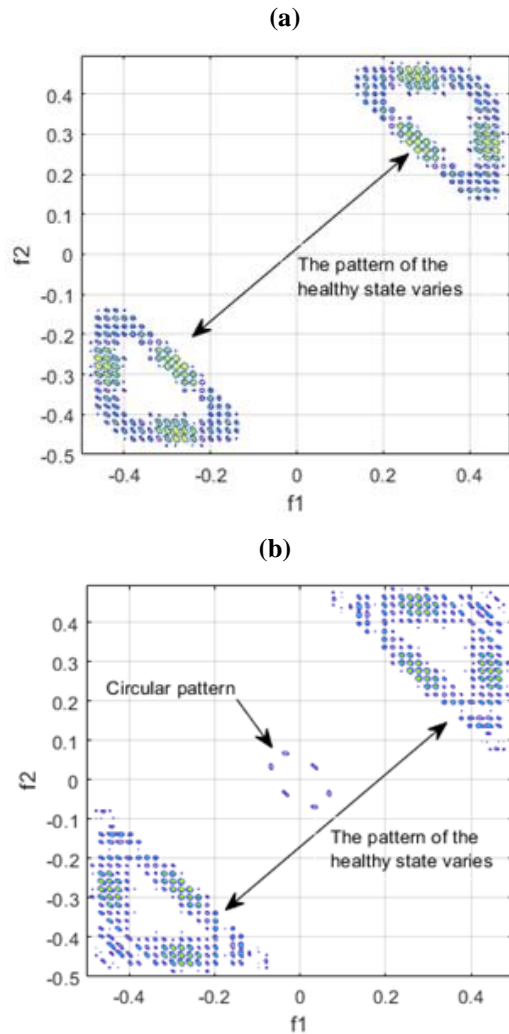 (a)
0.4
0.3
0.2
0.1
0
-0.1
-0.2
-0.3
-0.4
-0.5
f2
The pattern of the
healthy state varies
-0.4 -0.2 0 0.2 0.4
f1
(b)
0.4
0.3
0.2
0.1
0
-0.1
-0.2
-0.3
-0.4
-0.5
f2
Circular pattern
The pattern of the
healthy state varies
-0.4 -0.2 0 0.2 0.4
f1